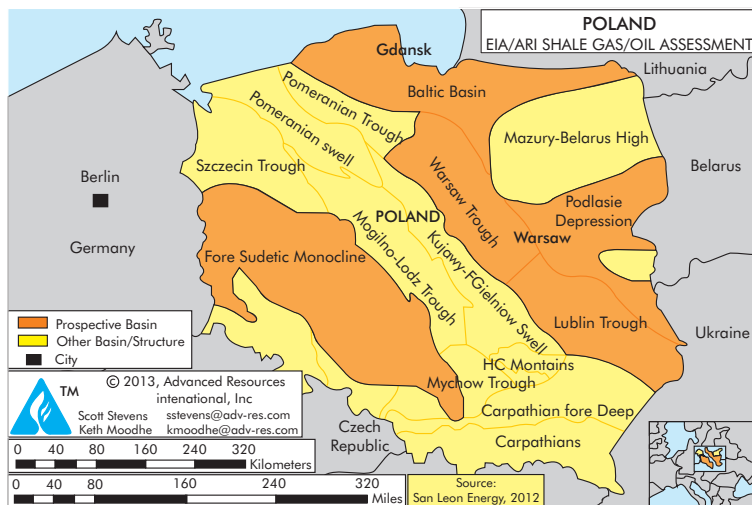 POLAND
EIA/ARI SHALE GAS/OIL ASSESSMENT
Gdansk
Lithuania
Baltic Basin
Pomeranian Trough
Pomeranian swell
Mazury-Belarus High
Szczecin Trough
Belarus
Berlin
Warsaw Trough
Podlasie
Depression
POLAND
Warsaw
Germany
Fore Sudetic Monocline
Mogilno-Lodz Trough
Kujawy-FGielniow Swell
Lublin Trough
Ukraine
Prospective Basin
Other Basin/Structure
City
HC Montains
Mychow Trough
Carpathian fore Deep
Carpathians
Czech
Republic
TM
© 2013, Advanced Resources
intenational, Inc
Scott Stevens sstevens@adv-res.com
Keth Moodhe kmoodhe@adv-res.com
0 40 80 160 240 320
Kilometers
0 40 80 160 240 320
Miles
Source:
San Leon Energy, 2012